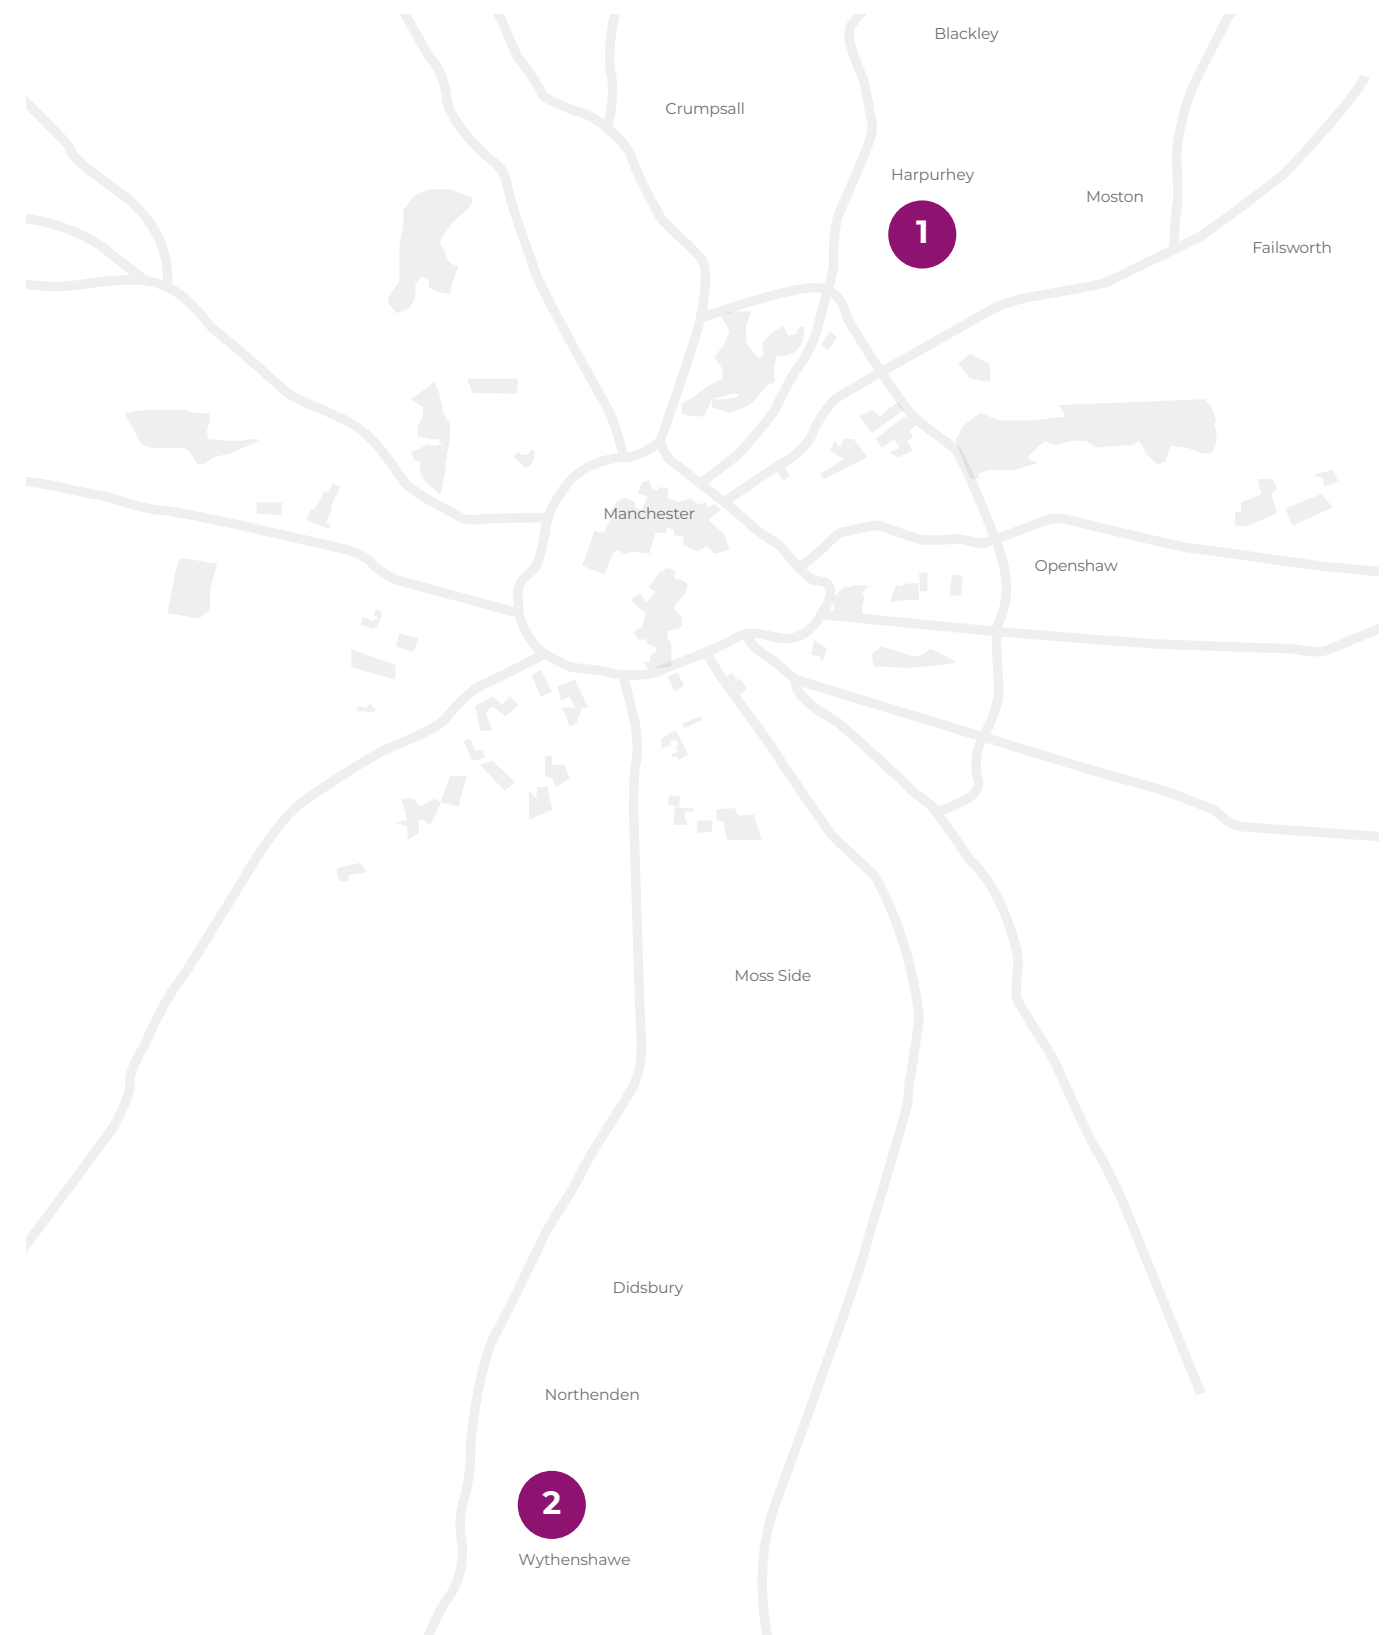 Blackley
Crumpsall
Harpurhey
Moston
1
Failsworth
Manchester
Openshaw
Moss Side
Didsbury
Northenden
2
Wythenshawe